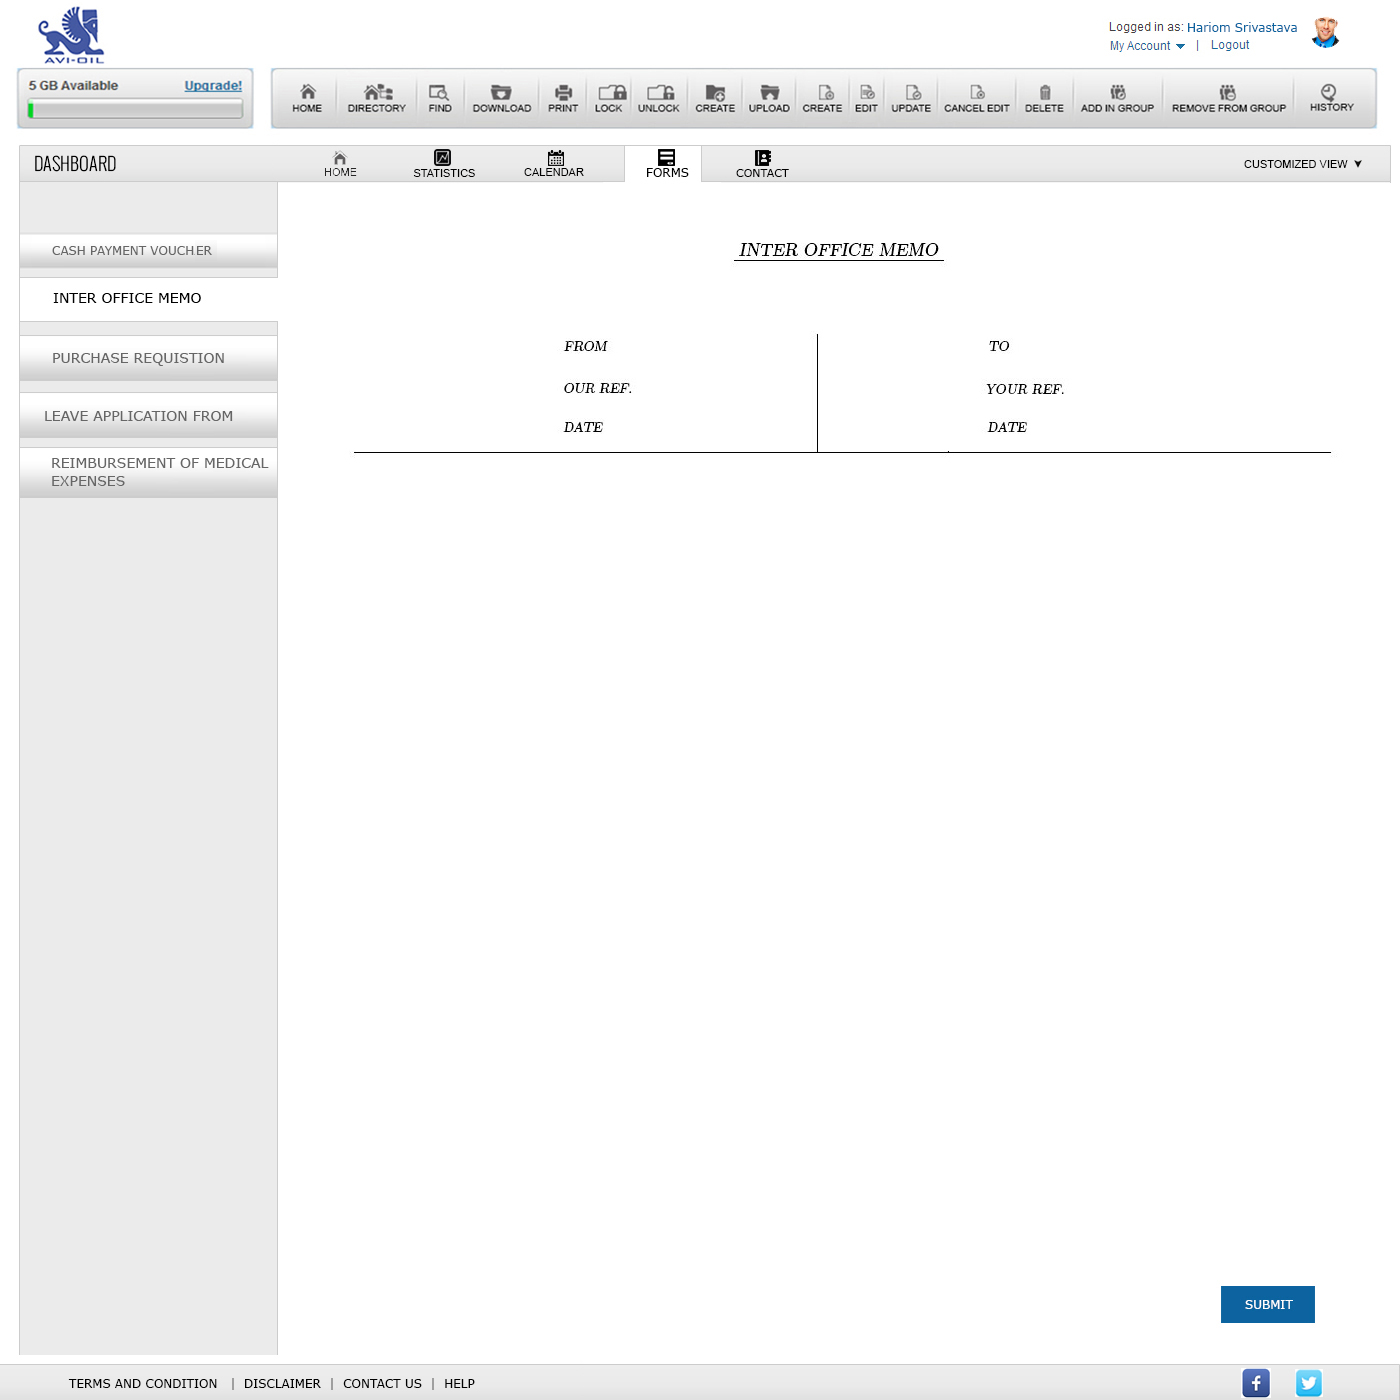 AVI-OIL
Logged in as: Hariom Srivastava
My Account | Logout
5 GB Available Upgrade!
HOME DIRECTORY FIND DOWNLOAD PRINT LOCK UNLOCK CREATE UPLOAD CREATE EDIT UPDATE CANCEL EDIT DELETE ADD IN GROUP REMOVE FROM GROUP HISTORY
DASHBOARD HOME STATISTICS CALENDAR FORMS CONTACT CUSTOMIZED VIEW
CASH PAYMENT VOUCHER
INTER OFFICE MEMO
PURCHASE REQUISTION
LEAVE APPLICATION FROM
REIMBURSEMENT OF MEDICAL
EXPENSES
INTER OFFICE MEMO
FROM TO
OUR REF. YOUR REF.
DATE DATE
SUBMIT
TERMS AND CONDITION | DISCLAIMER | CONTACT US | HELP